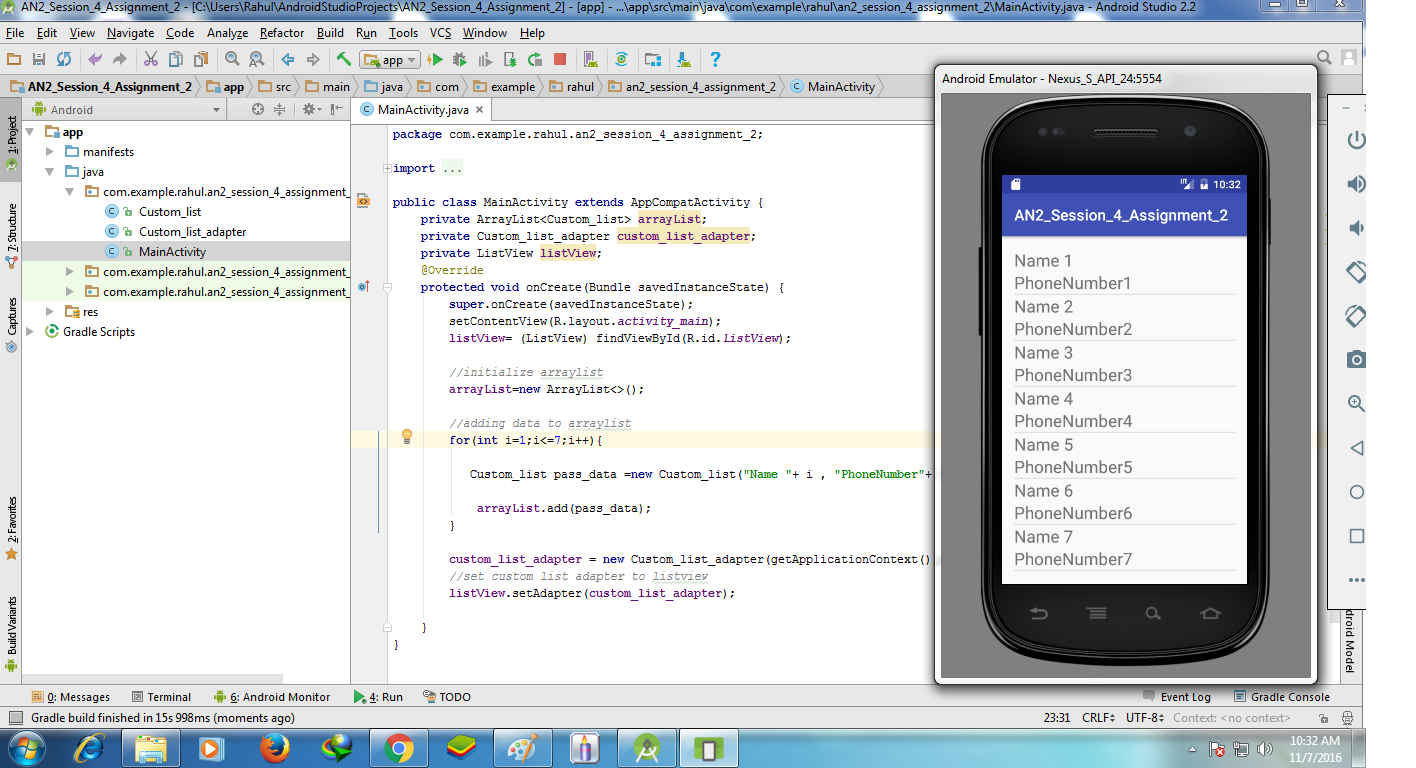 AN2_Session_4_Assignment_2 - [C:\Users\Rahul\AndroidStudioProjects\AN2_Session_4_Assignment_2] - [app] - ...\app\src\main\java\com\example\rahul\an2_session_4_assignment_2\MainActivity.java - Android Studio 2.2
File Edit View Navigate Code Analyze Refactor Build Run Tools VCS Window Help
app
AN2_Session_4_Assignment_2 app src main java com example rahul an2_session_4_assignment_2 MainActivity
Android
MainActivity.java
1: Project
7: Structure
Captures
2: Favorites
Build Variants
app
manifests
java
com.example.rahul.an2_session_4_assignment_
Custom_list
Custom_list_adapter
MainActivity
com.example.rahul.an2_session_4_assignment_
com.example.rahul.an2_session_4_assignment_
res
Gradle Scripts
package com.example.rahul.an2_session_4_assignment_2;
import ...
public class MainActivity extends AppCompatActivity {
private ArrayList<Custom_list> arrayList;
private Custom_list_adapter custom_list_adapter;
private ListView listView;
@Override
protected void onCreate(Bundle savedInstanceState) {
super.onCreate(savedInstanceState);
setContentView(R.layout.activity_main);
listView= (ListView) findViewById(R.id.listView);
//initialize arraylist
arrayList=new ArrayList<>();
//adding data to arraylist
for(int i=1;i<=7;i++){
Custom_list pass_data =new Custom_list("Name "+ i , "PhoneNumber"+
arrayList.add(pass_data);
}
custom_list_adapter = new Custom_list_adapter(getApplicationContext()
//set custom list adapter to listview
listView.setAdapter(custom_list_adapter);
}
}
Android Emulator - Nexus_S_API_24:5554
LTE 10:32
AN2_Session_4_Assignment_2
Name 1
PhoneNumber1
Name 2
PhoneNumber2
Name 3
PhoneNumber3
Name 4
PhoneNumber4
Name 5
PhoneNumber5
Name 6
PhoneNumber6
Name 7
PhoneNumber7
droid Model
0: Messages Terminal 6: Android Monitor 4: Run TODO Event Log Gradle Console
Gradle build finished in 15s 998ms (moments ago) 23:31 CRLF UTF-8 Context: <no context>
10:32 AM
11/7/2016